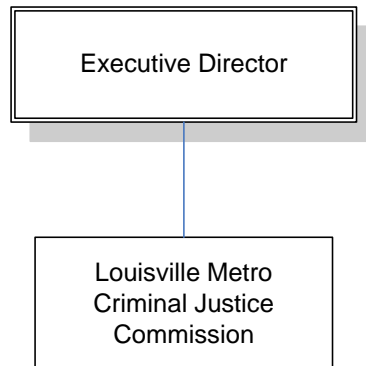 Executive Director
Louisville Metro
Criminal Justice
Commission